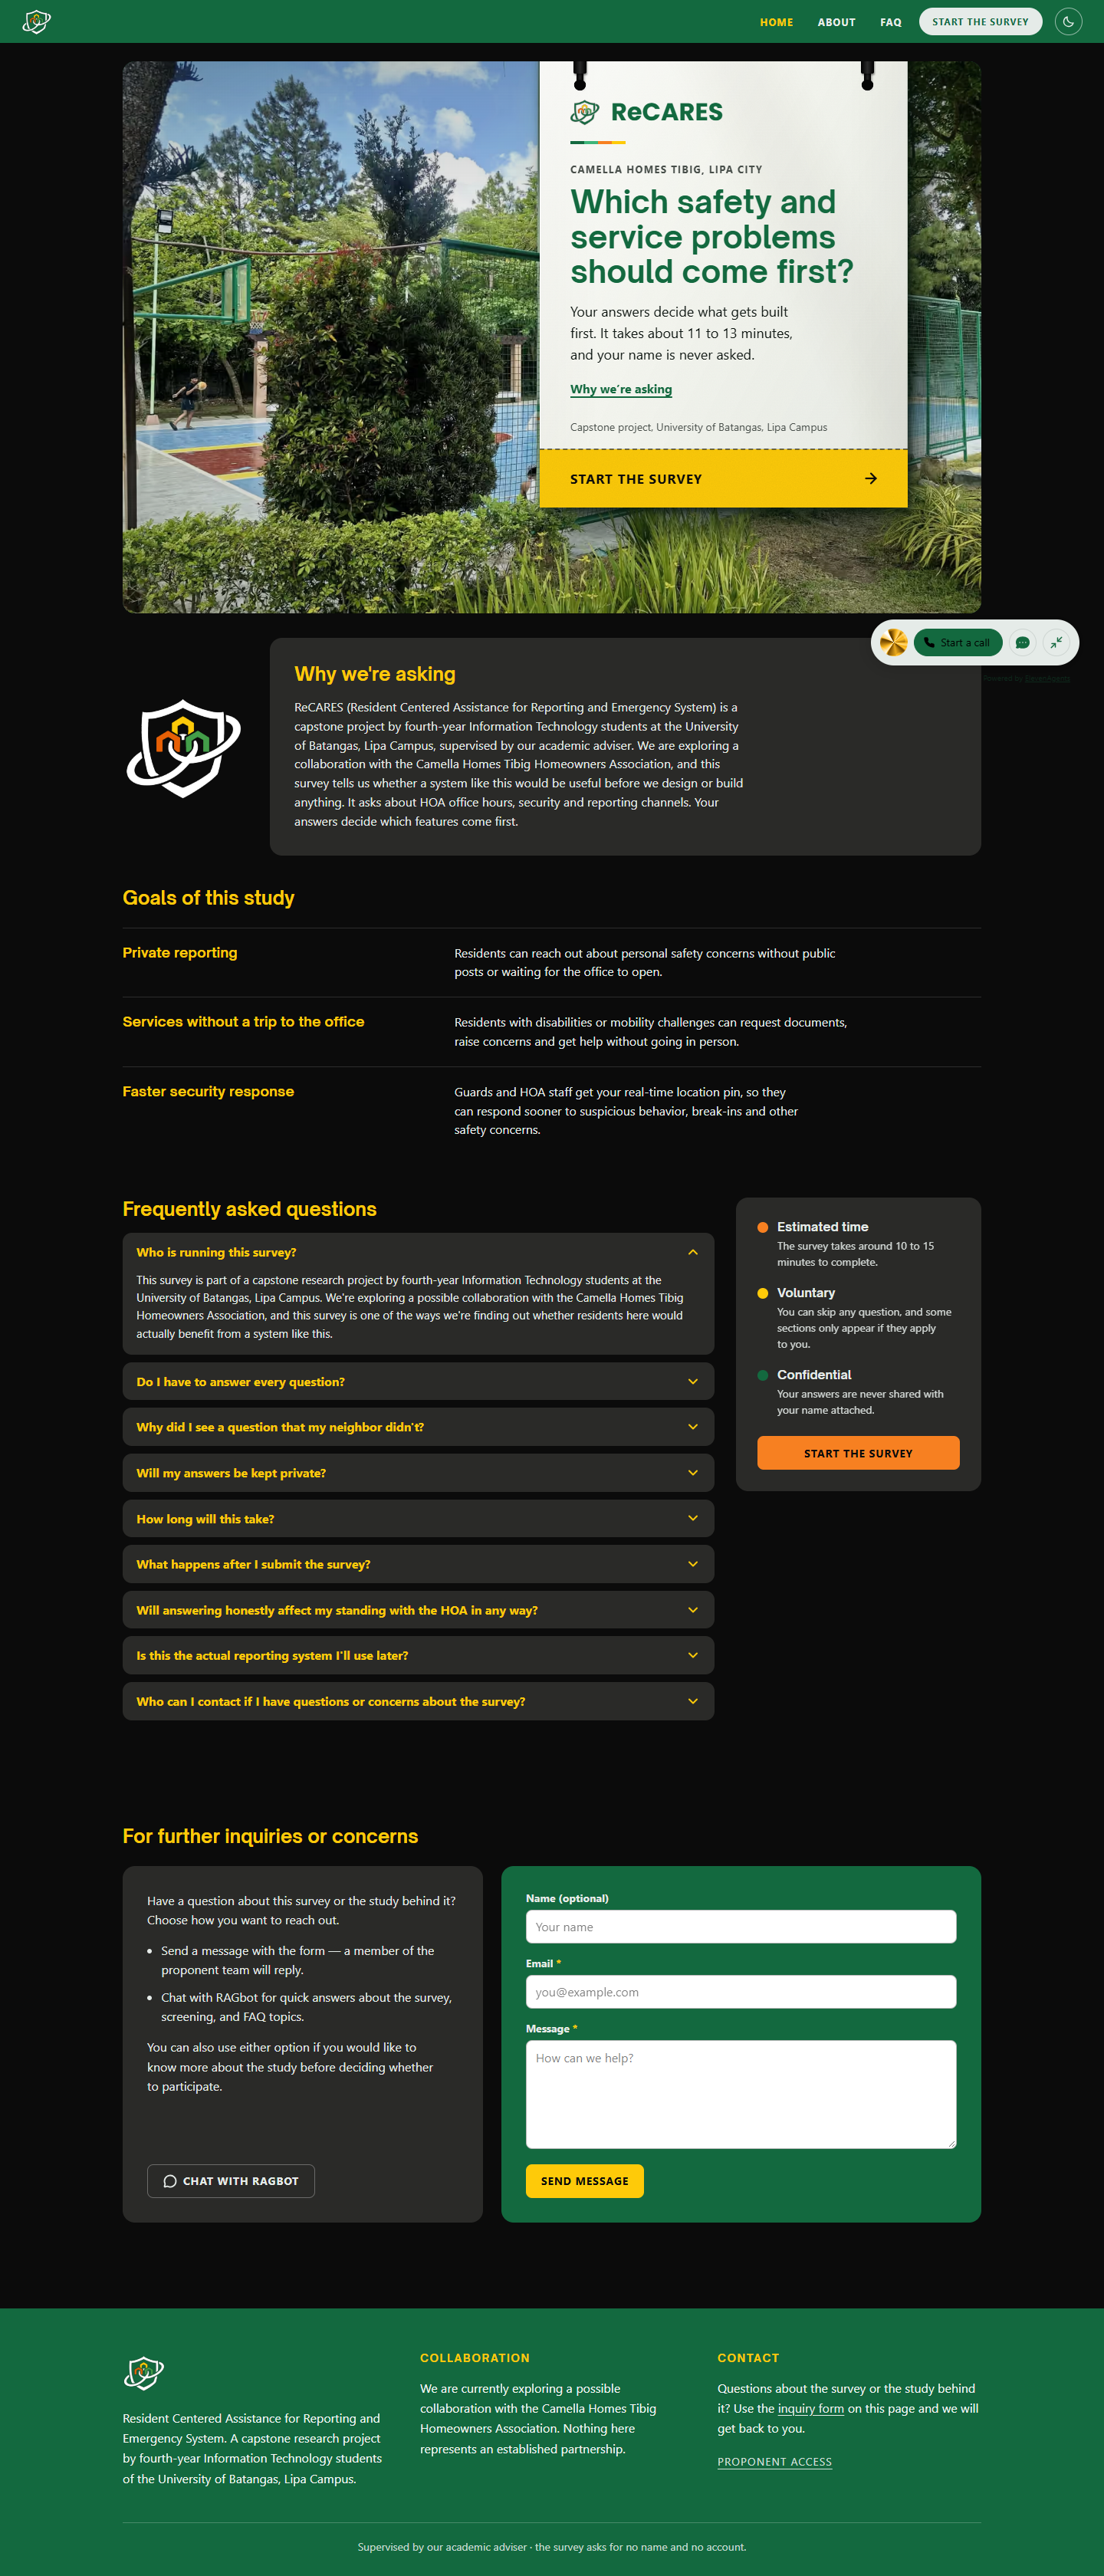 HOME
ABOUT
FAQ
START THE SURVEY
ReCARES
CAMELLA HOMES TIBIG, LIPA CITY
Which safety and
service problems
should come first?
Your answers decide what gets built
first. It takes about 11 to 13 minutes,
and your name is never asked.
Why we're asking
Capstone project, University of Batangas, Lipa Campus
START THE SURVEY
Start a call
Powered by
Why we're asking
ReCARES (Resident Centered Assistance for Reporting and Emergency System) is a
capstone project by fourth-year Information Technology students at the University
of Batangas, Lipa Campus, supervised by our academic adviser. We are exploring a
collaboration with the Camella Homes Tibig Homeowners Association, and this
survey tells us whether a system like this would be useful before we design or build
anything. It asks about HOA office hours, security and reporting channels. Your
answers decide which features come first.
Goals of this study
Private reporting
Residents can reach out about personal safety concerns without public
posts or waiting for the office to open.
Services without a trip to the office
Residents with disabilities or mobility challenges can request documents,
raise concerns and get help without going in person.
Faster security response
Guards and HOA staff get your real-time location pin, so they
can respond sooner to suspicious behavior, break-ins and other
safety concerns.
Frequently asked questions
Who is running this survey?
This survey is part of a capstone research project by fourth-year Information Technology students at the
University of Batangas, Lipa Campus. We're exploring a possible collaboration with the Camella Homes Tibig
Homeowners Association, and this survey is one of the ways we're finding out whether residents here would
actually benefit from a system like this.
Do I have to answer every question?
Why did I see a question that my neighbor didn't?
Will my answers be kept private?
How long will this take?
What happens after I submit the survey?
Will answering honestly affect my standing with the HOA in any way?
Is this the actual reporting system I'll use later?
Who can I contact if I have questions or concerns about the survey?
Estimated time
The survey takes around 10 to 15
minutes to complete.
Voluntary
You can skip any question, and some
sections only appear if they apply
to you.
Confidential
Your answers are never shared with
your name attached.
START THE SURVEY
For further inquiries or concerns
Have a question about this survey or the study behind it?
Choose how you want to reach out.
• Send a message with the form — a member of the
proponent team will reply.
• Chat with RAGbot for quick answers about the survey,
screening, and FAQ topics.
You can also use either option if you would like to
know more about the study before deciding whether
to participate.
CHAT WITH RAGBOT
Name (optional)
Your name
Email *
you@example.com
Message *
How can we help?
SEND MESSAGE
Resident Centered Assistance for Reporting and
Emergency System. A capstone research project
by fourth-year Information Technology students
of the University of Batangas, Lipa Campus.
COLLABORATION
We are currently exploring a possible
collaboration with the Camella Homes Tibig
Homeowners Association. Nothing here
represents an established partnership.
CONTACT
Questions about the survey or the study behind
it? Use the inquiry form on this page and we will
get back to you.
PROPONENT ACCESS
Supervised by our academic adviser · the survey asks for no name and no account.